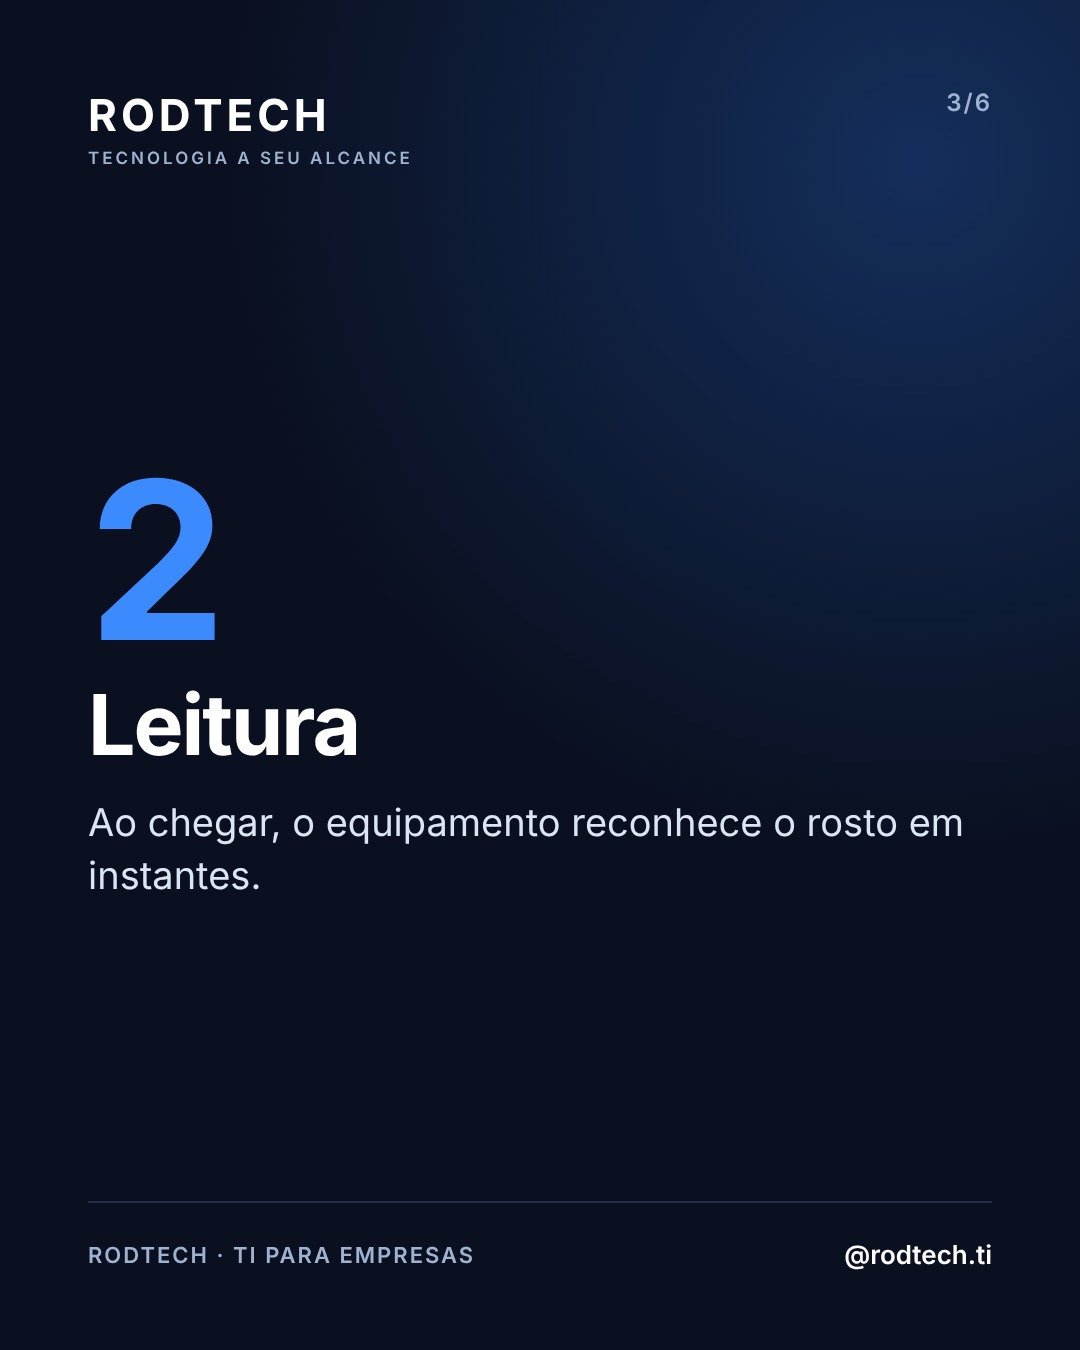 RODTECH
3/6
TECNOLOGIA A SEU ALCANCE
2
Leitura
Ao chegar, o equipamento reconhece o rosto em
instantes.
RODTECH · TI PARA EMPRESAS
@rodtech.ti